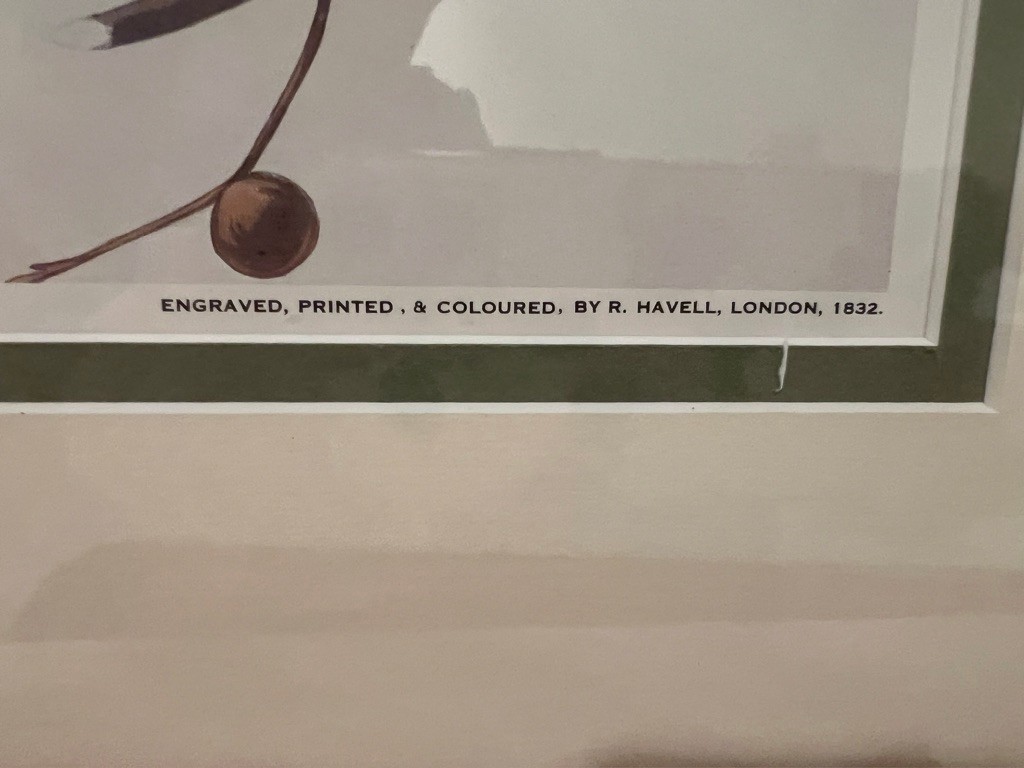 ENGRAVED, PRINTED , & COLOURED, BY R. HAVELL, LONDON, 1832.